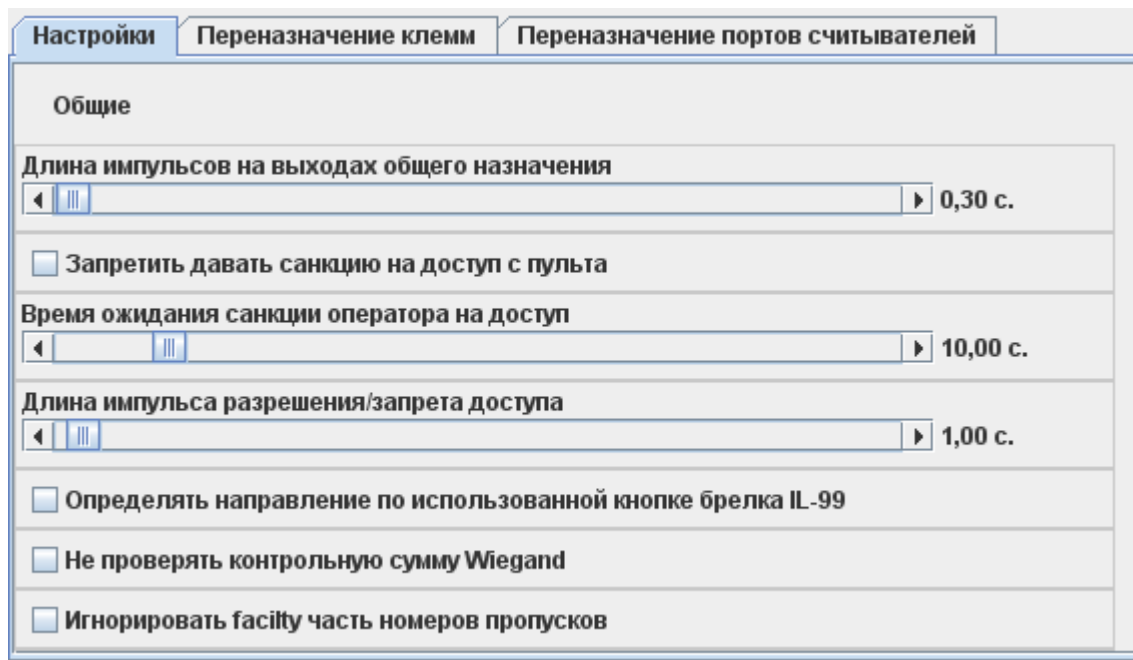 Настройки Переназначение клемм Переназначение портов считывателей
Общие
Длина импульсов на выходах общего назначения
0,30 с.
Запретить давать санкцию на доступ с пульта
Время ожидания санкции оператора на доступ
10,00 с.
Длина импульса разрешения/запрета доступа
1,00 с.
Определять направление по использованной кнопке брелка IL-99
Не проверять контрольную сумму Wiegand
Игнорировать facilty часть номеров пропусков